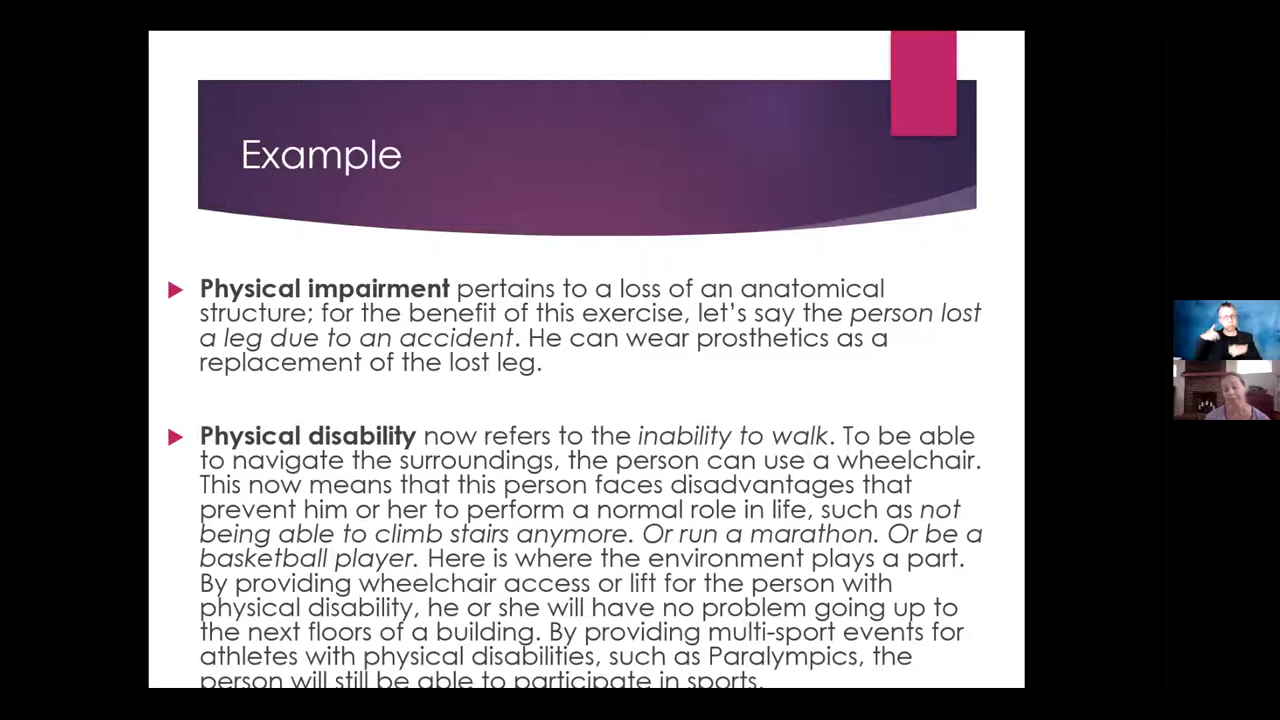 Example
Physical impairment pertains to a loss of an anatomical
structure; for the benefit of this exercise, let’s say the person lost
a leg due to an accident. He can wear prosthetics as a
replacement of the lost leg.
Physical disability now refers to the inability to walk. To be able
to navigate the surroundings, the person can use a wheelchair.
This now means that this person faces disadvantages that
prevent him or her to perform a normal role in life, such as not
being able to climb stairs anymore. Or run a marathon. Or be a
basketball player. Here is where the environment plays a part.
By providing wheelchair access or lift for the person with
physical disability, he or she will have no problem going up to
the next floors of a building. By providing multi-sport events for
athletes with physical disabilities, such as Paralympics, the
person will still be able to participate in sports.